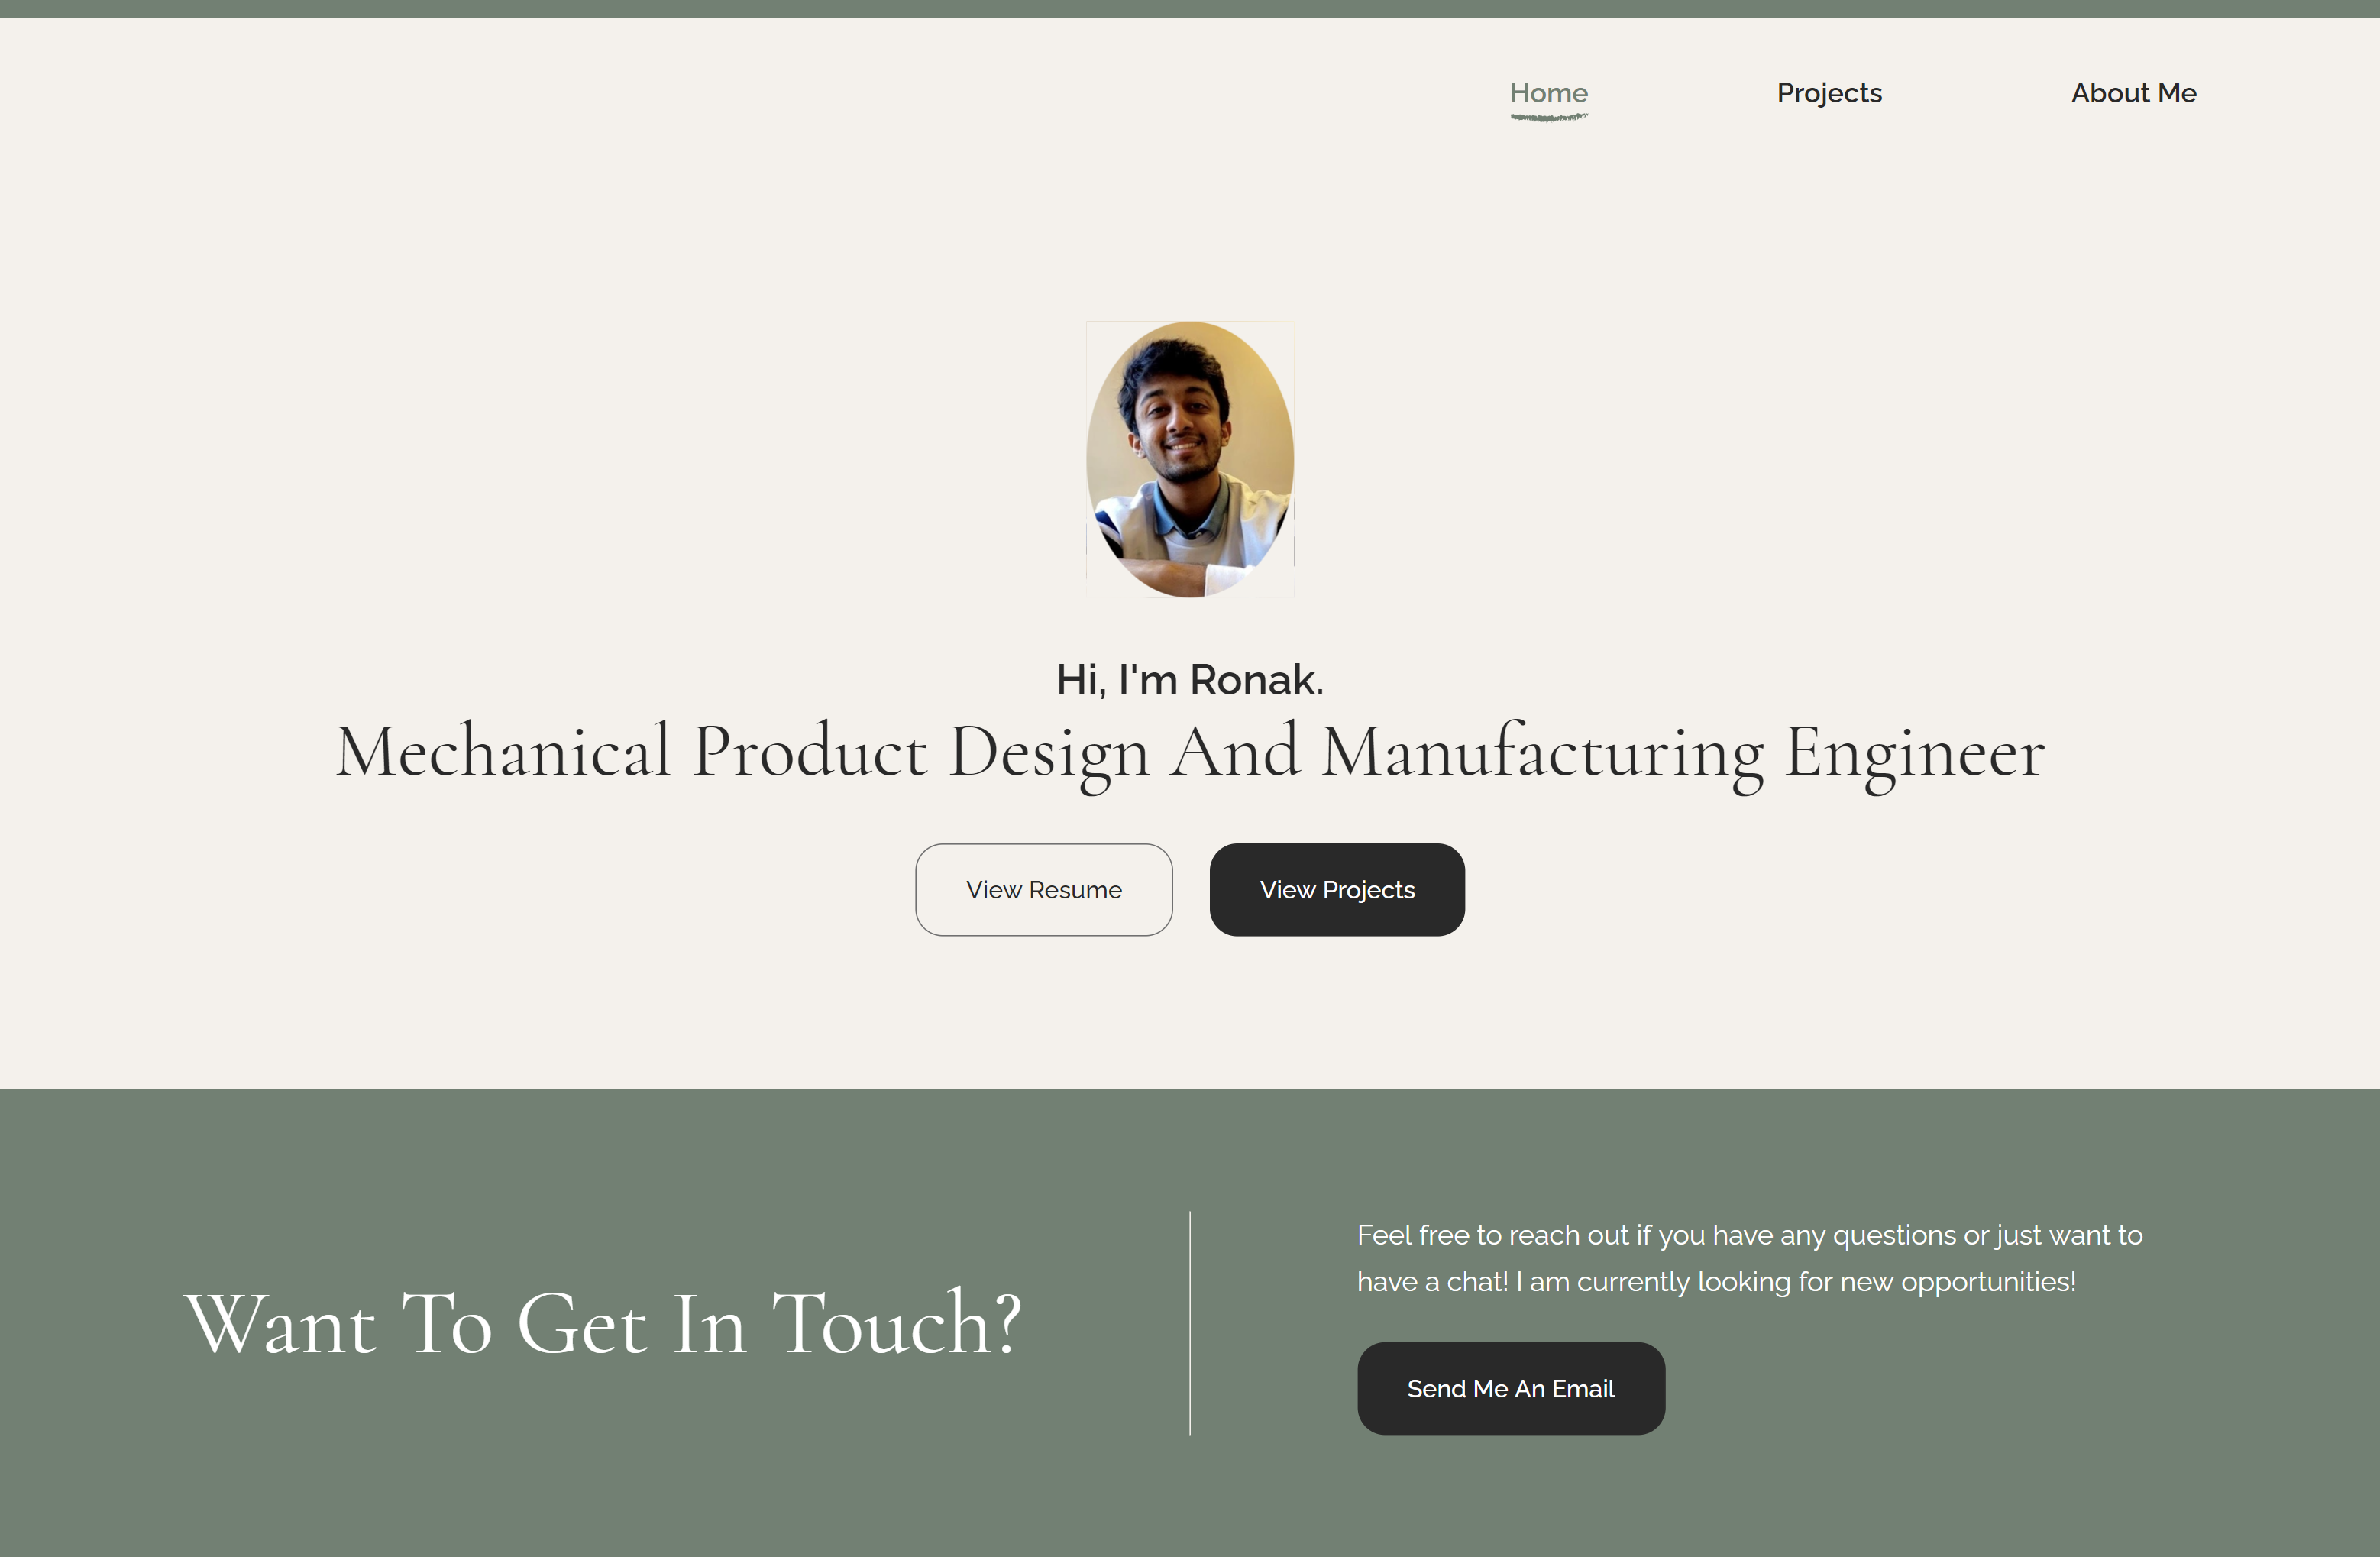 Home
Projects
About Me
Hi, I'm Ronak.
Mechanical Product Design And Manufacturing Engineer
View Resume
View Projects
Want To Get In Touch?
Feel free to reach out if you have any questions or just want to
have a chat! I am currently looking for new opportunities!
Send Me An Email